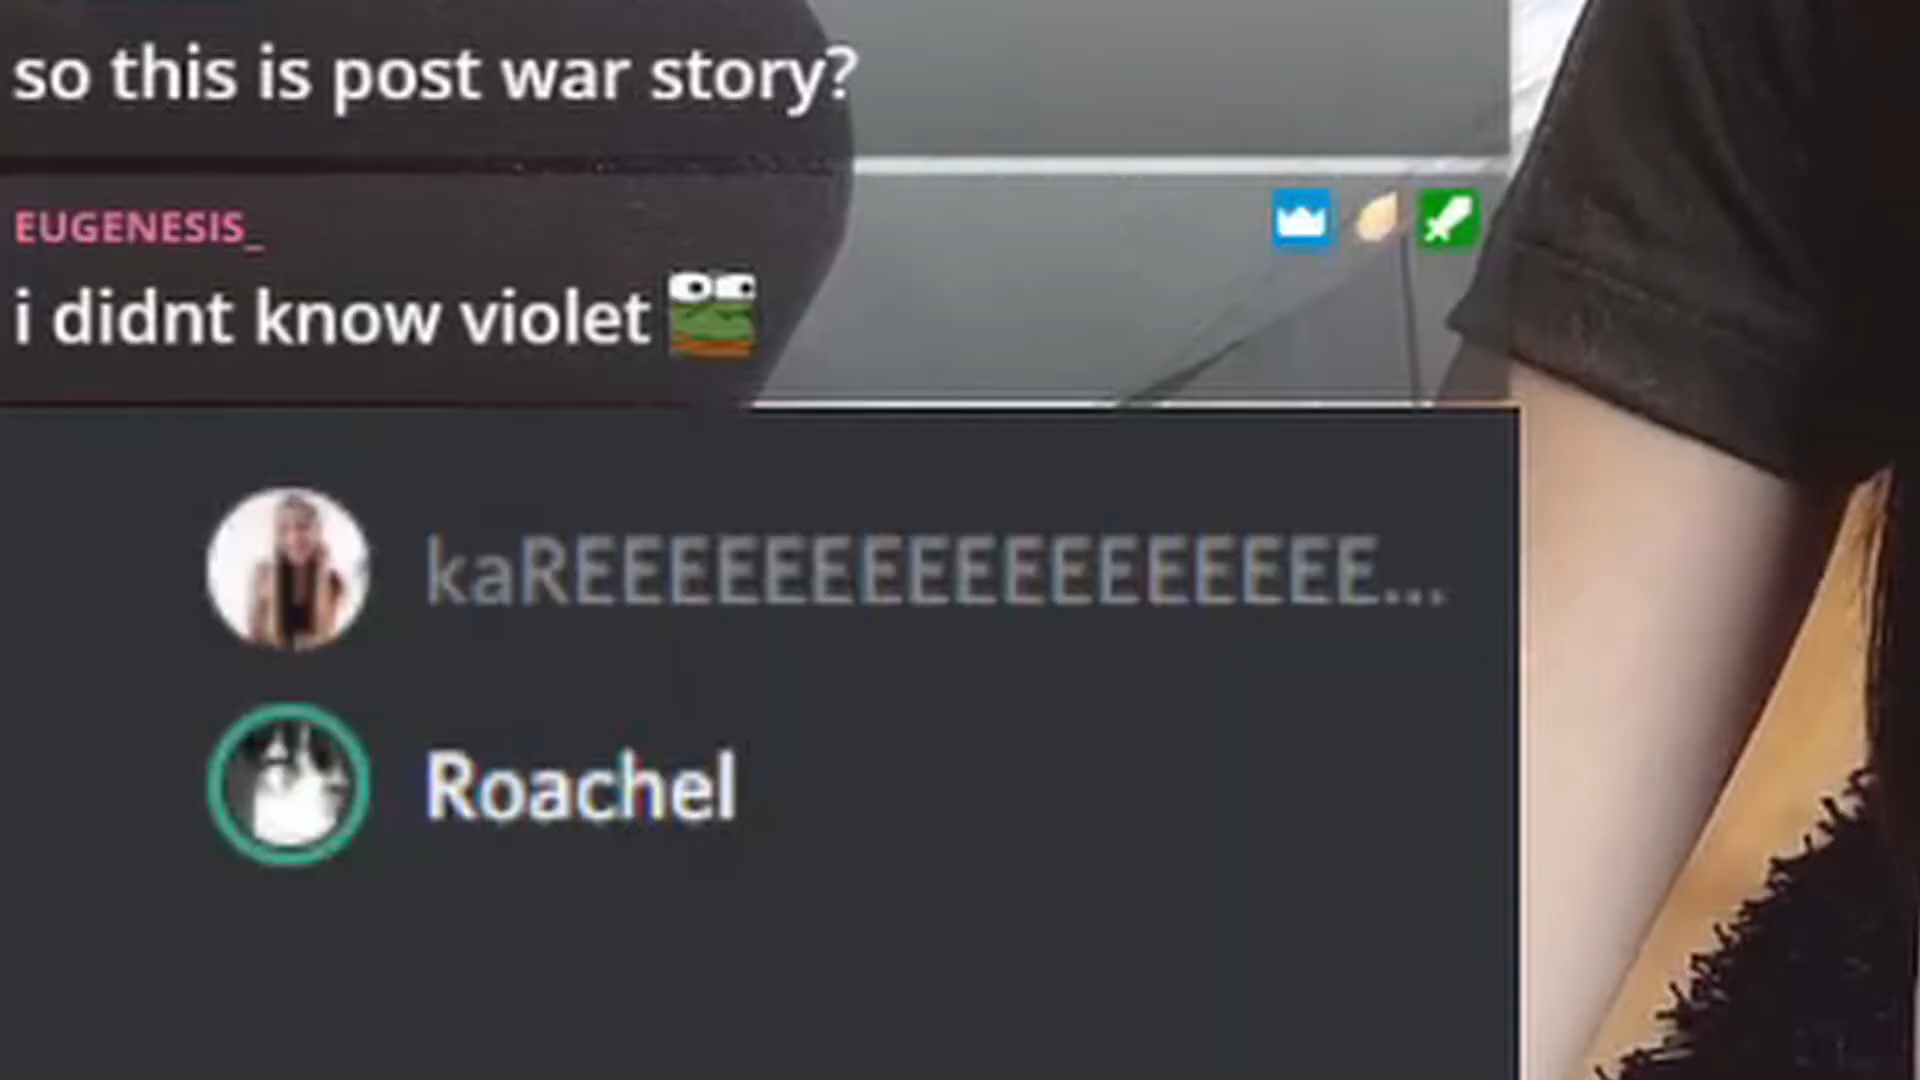 so this is post war story?
EUGENESIS_
i didnt know violet
kaREEEEEEEEEEEEEEEEE...
Roachel